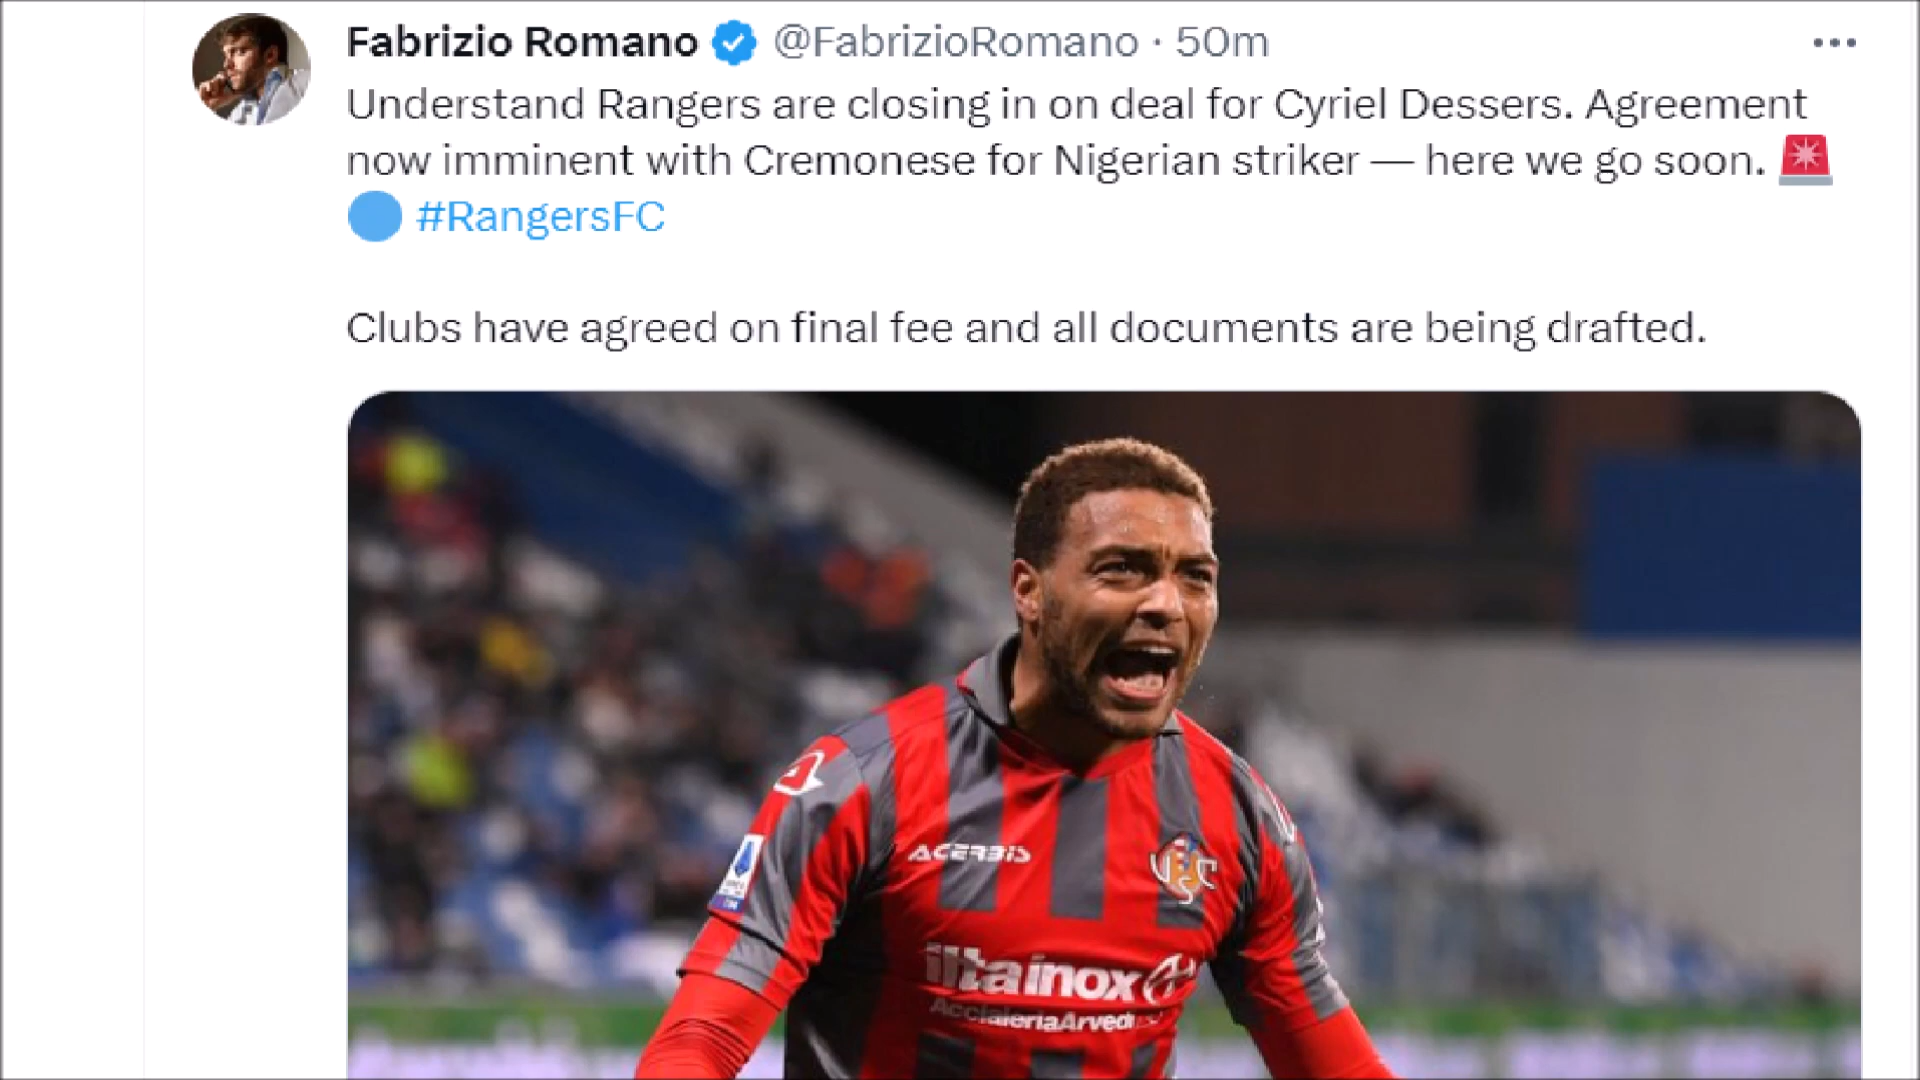 Fabrizio Romano @FabrizioRomano · 50m
Understand Rangers are closing in on deal for Cyriel Dessers. Agreement
now imminent with Cremonese for Nigerian striker — here we go soon. 🚨
🔵 #RangersFC
Clubs have agreed on final fee and all documents are being drafted.
ACERBIS
iltainox
AcciaieriaArvedi